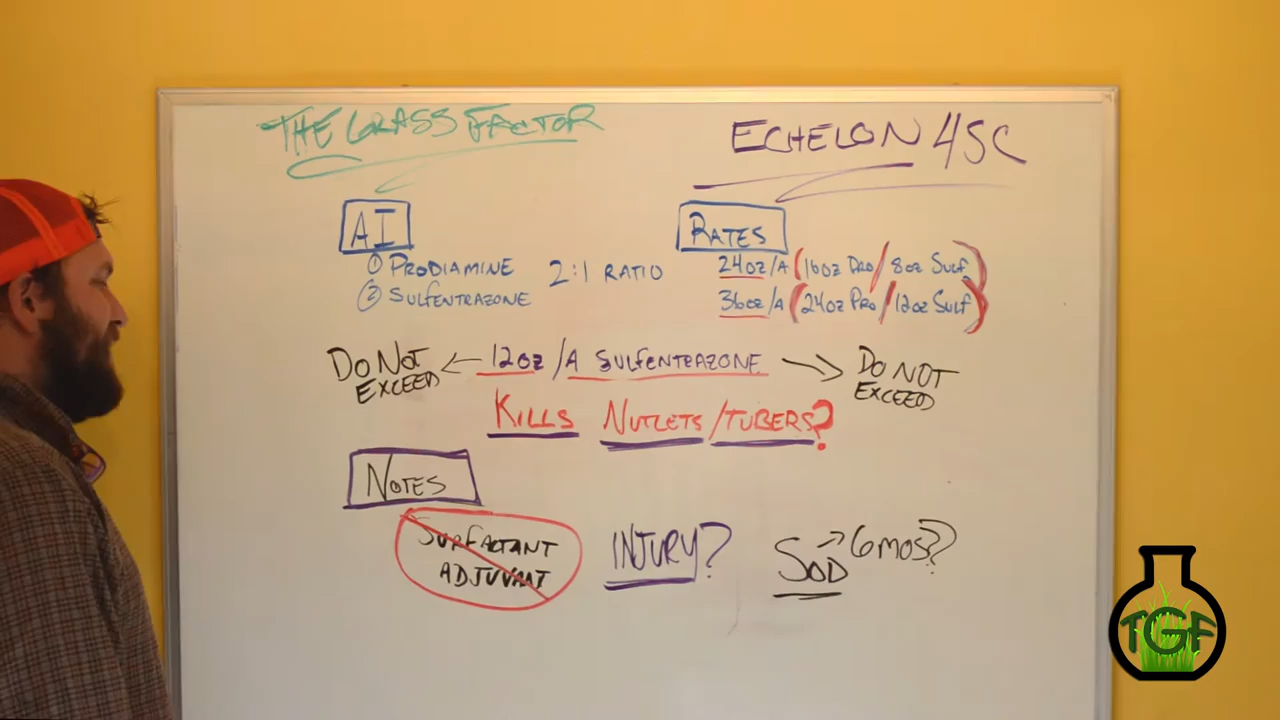 THE GRASS FACTOR
ECHELON 4SC
AI
① PRODIAMINE
② SULFENTRAZONE
2:1 RATIO
RATES
24oz/A (16oz Pro/8oz Sulf)
36oz/A (24oz Pro/12oz Sulf)
DO NOT EXCEED ← 12oz/A SULFENTRAZONE → DO NOT EXCEED
KILLS NUTLETS/TUBERS?
NOTES
SURFACTANT
ADJUVANT
INJURY?
SOD → 6mos?
TGF